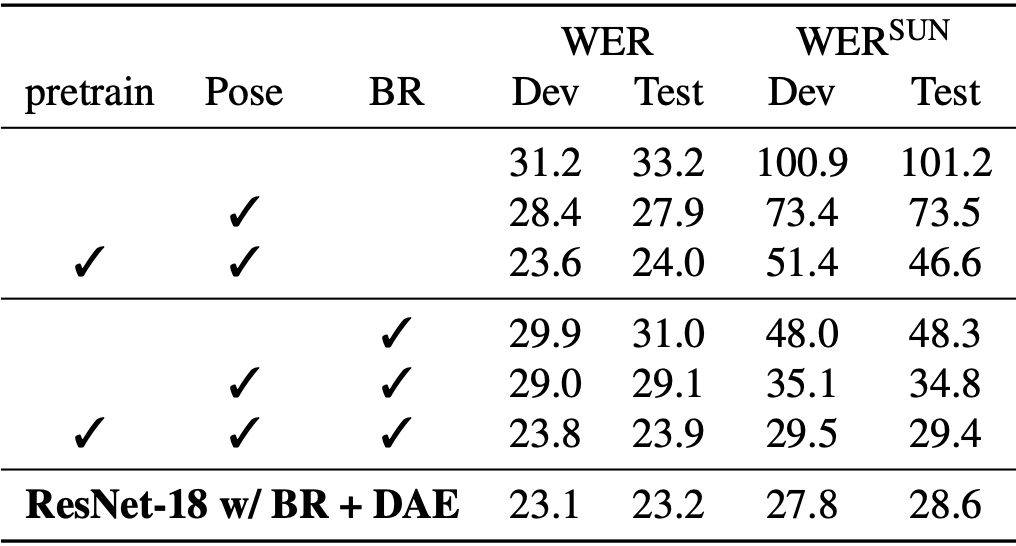 WER WER^SUN
pretrain Pose BR Dev Test Dev Test
31.2 33.2 100.9 101.2
✓ 28.4 27.9 73.4 73.5
✓ ✓ 23.6 24.0 51.4 46.6
✓ 29.9 31.0 48.0 48.3
✓ ✓ 29.0 29.1 35.1 34.8
✓ ✓ ✓ 23.8 23.9 29.5 29.4
ResNet-18 w/ BR + DAE 23.1 23.2 27.8 28.6